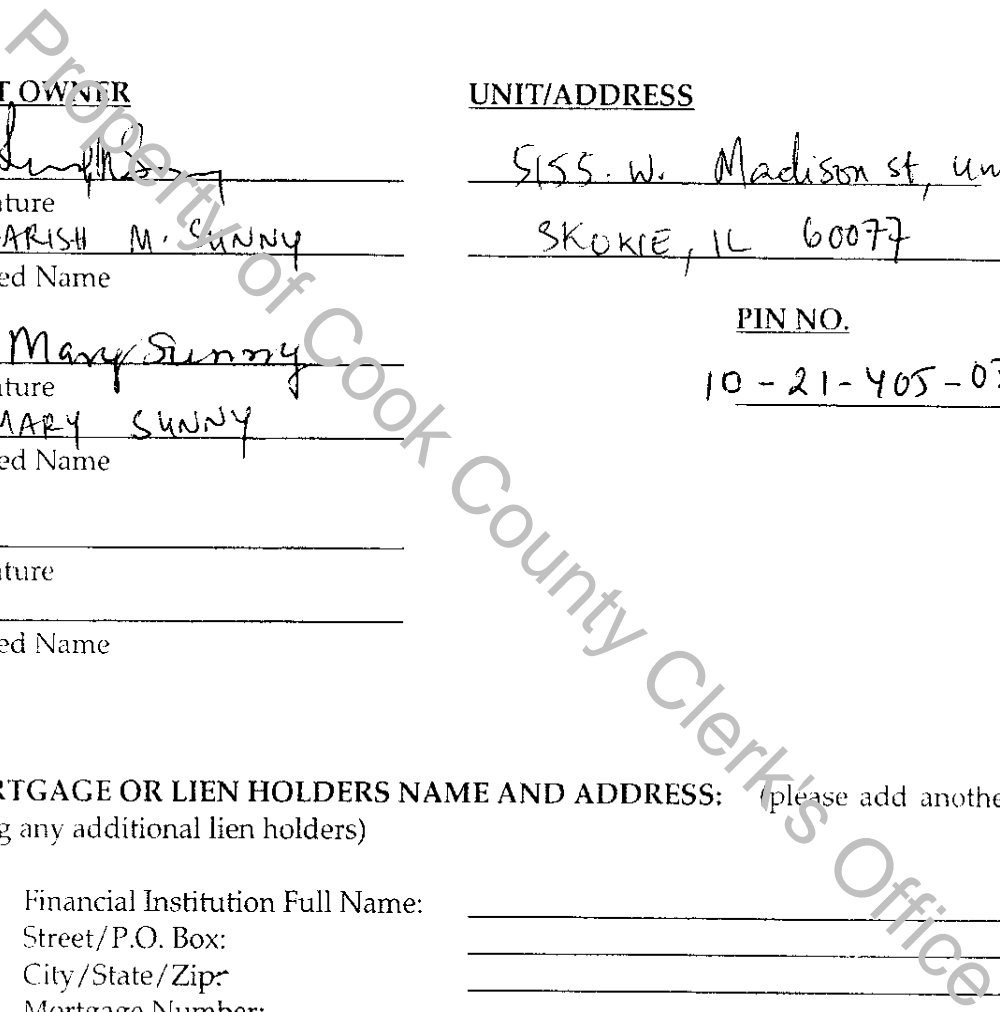 T OWNER
UNIT/ADDRESS
5155. W. Madison st, un
ature
ARISH M. SUNNY
SKOKIE, IL 60077
ed Name
PIN NO.
Mary Sunny
10-21-405-03
ature
MARY SUNNY
ed Name
ature
ed Name
RTGAGE OR LIEN HOLDERS NAME AND ADDRESS: (please add anothe
g any additional lien holders)
Financial Institution Full Name:
Street/P.O. Box:
City/State/Zip:
Mortgage Number:
Property of Cook County Clerk's Office